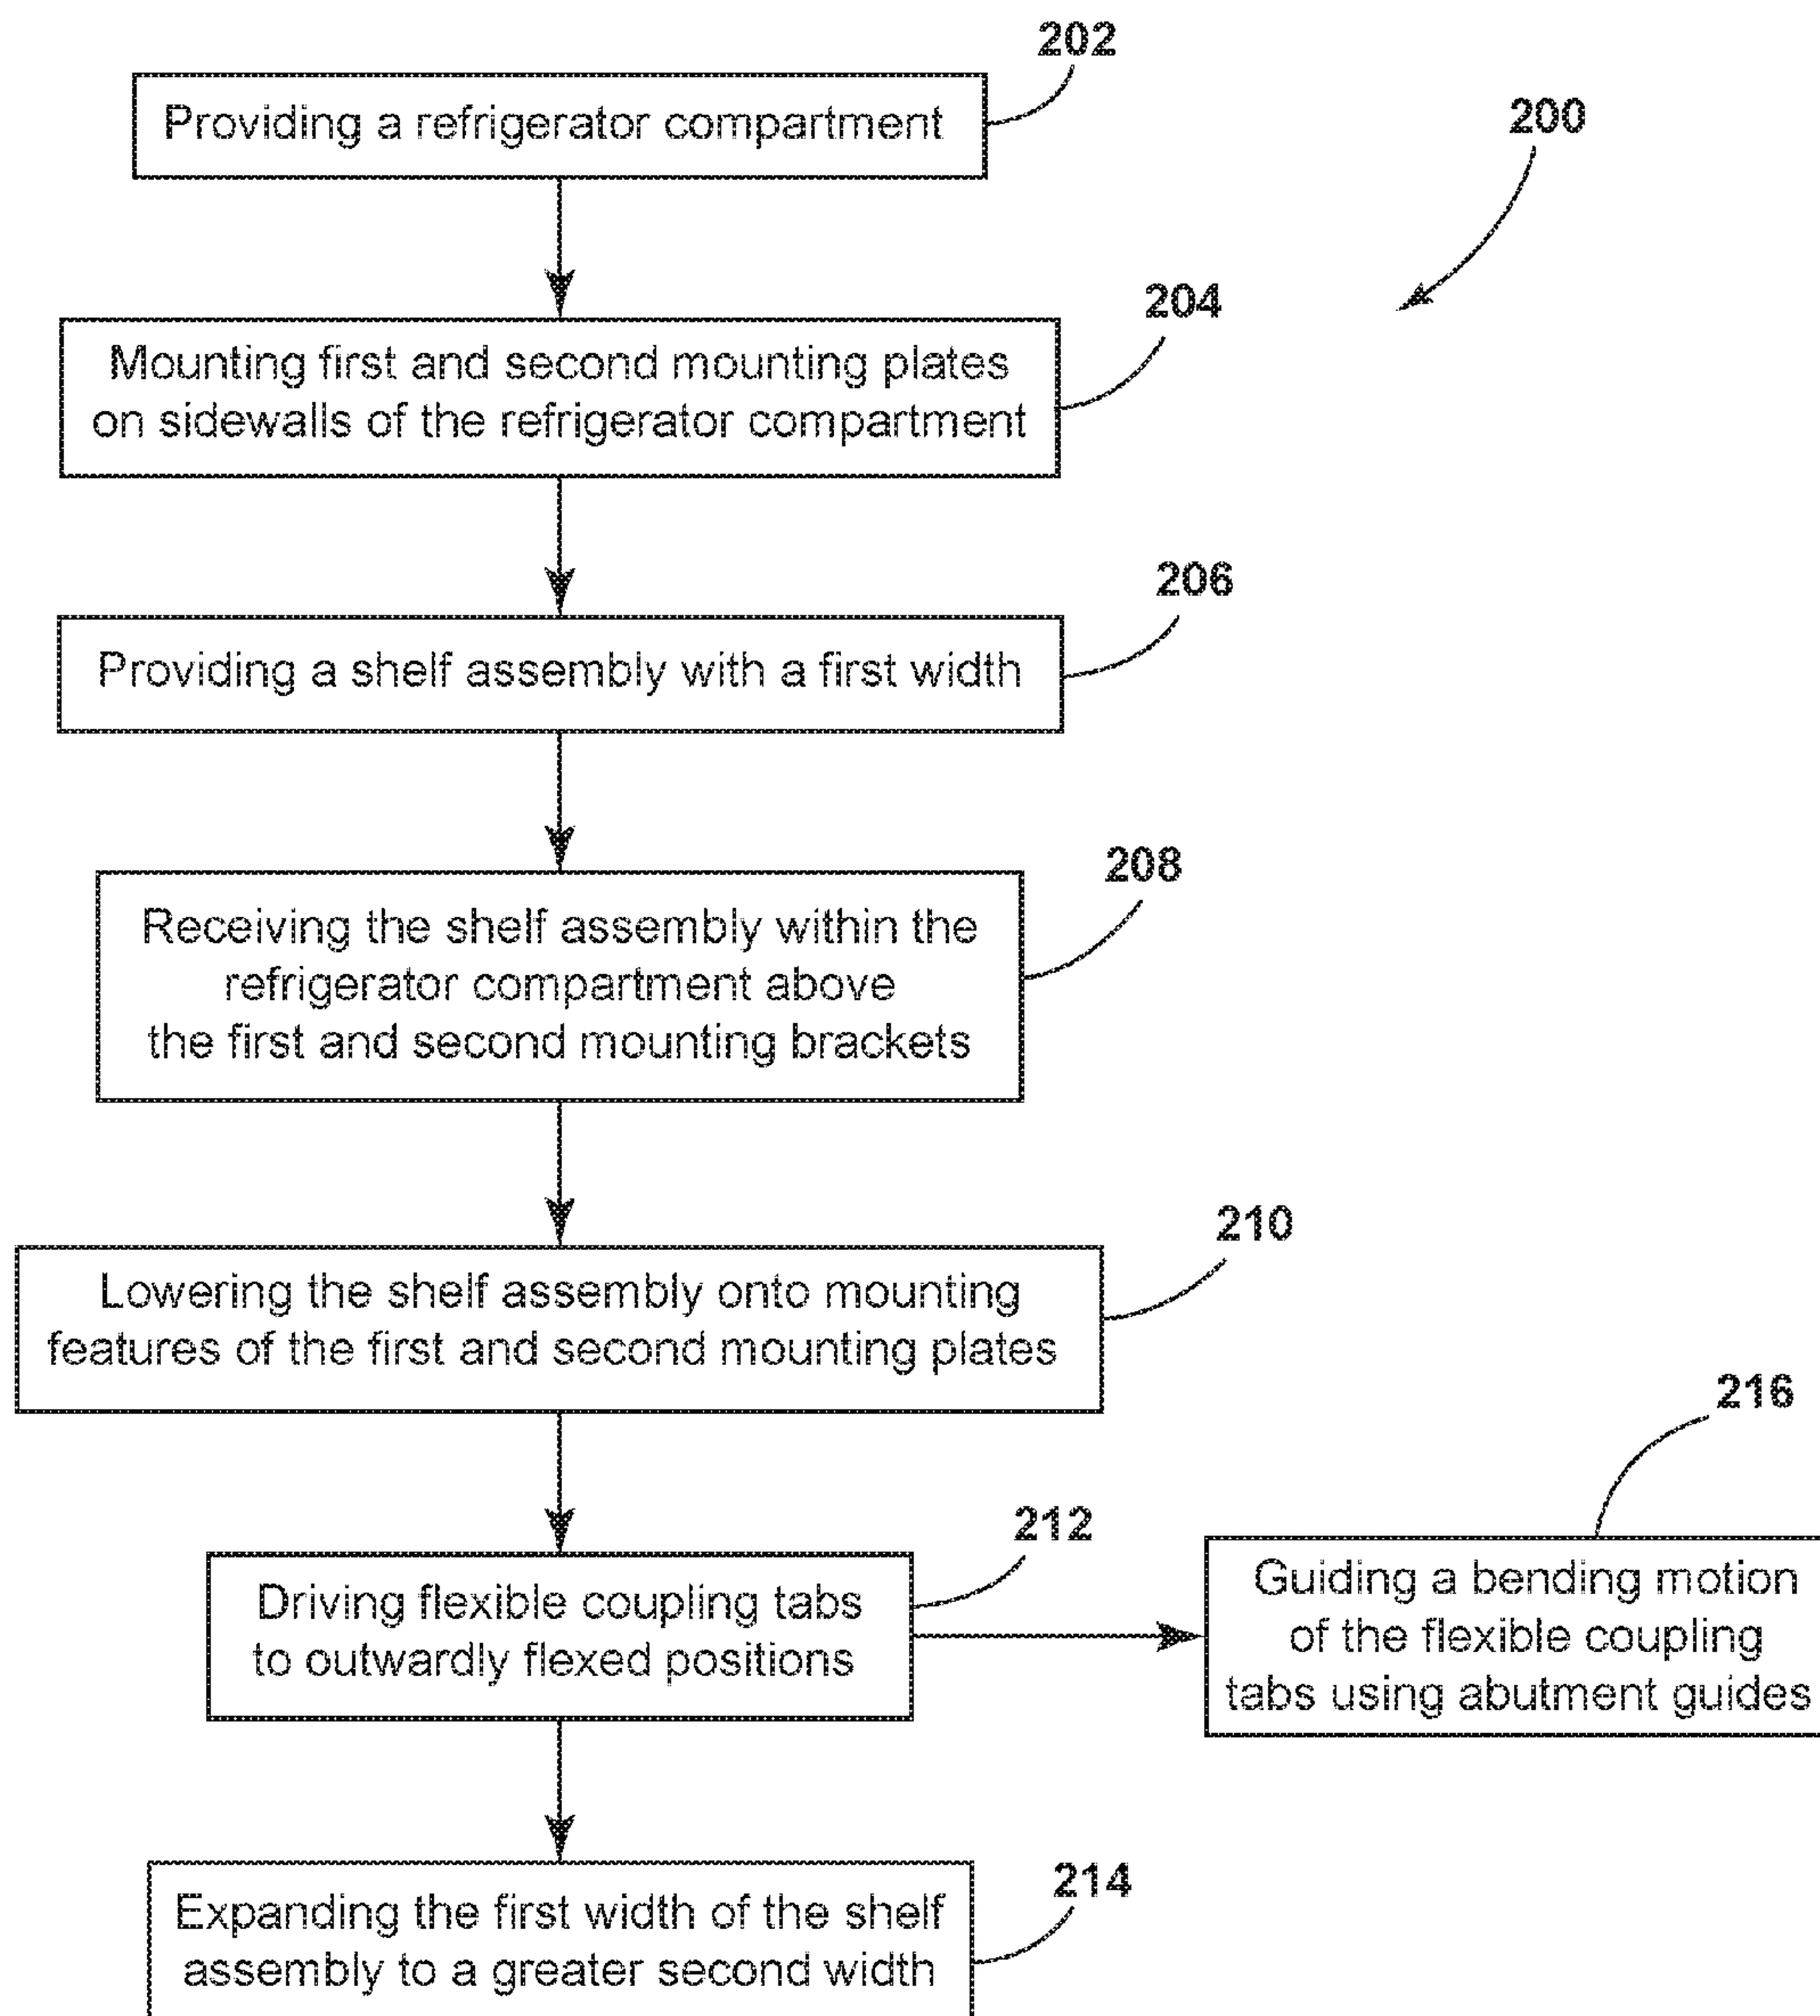 202
Providing a refrigerator compartment
200
204
Mounting first and second mounting plates
on sidewalls of the refrigerator compartment
206
Providing a shelf assembly with a first width
208
Receiving the shelf assembly within the
refrigerator compartment above
the first and second mounting brackets
210
Lowering the shelf assembly onto mounting
features of the first and second mounting plates
216
212
Driving flexible coupling tabs
to outwardly flexed positions
Guiding a bending motion
of the flexible coupling
tabs using abutment guides
214
Expanding the first width of the shelf
assembly to a greater second width